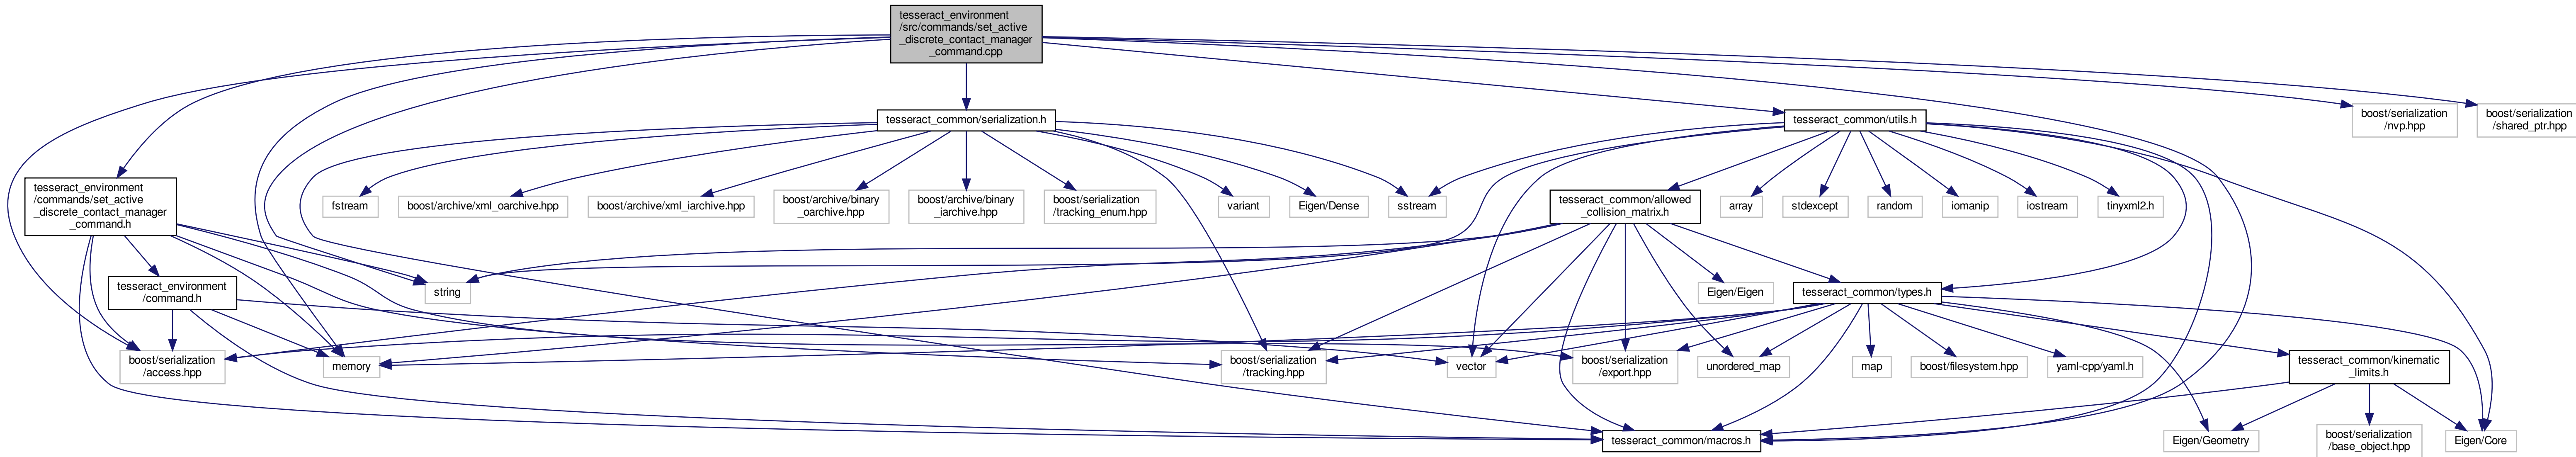 tesseract_environment
/src/commands/set_active
_discrete_contact_manager
_command.cpp
tesseract_common/serialization.h
tesseract_common/utils.h
boost/serialization
/nvp.hpp
boost/serialization
/shared_ptr.hpp
tesseract_environment
/commands/set_active
_discrete_contact_manager
_command.h
fstream
boost/archive/xml_oarchive.hpp
boost/archive/xml_iarchive.hpp
boost/archive/binary
_oarchive.hpp
boost/archive/binary
_iarchive.hpp
boost/serialization
/tracking_enum.hpp
variant
Eigen/Dense
sstream
tesseract_common/allowed
_collision_matrix.h
array
stdexcept
random
iomanip
iostream
tinyxml2.h
tesseract_environment
/command.h
string
Eigen/Eigen
tesseract_common/types.h
boost/serialization
/access.hpp
memory
boost/serialization
/tracking.hpp
vector
boost/serialization
/export.hpp
unordered_map
map
boost/filesystem.hpp
yaml-cpp/yaml.h
tesseract_common/kinematic
_limits.h
tesseract_common/macros.h
Eigen/Geometry
boost/serialization
/base_object.hpp
Eigen/Core